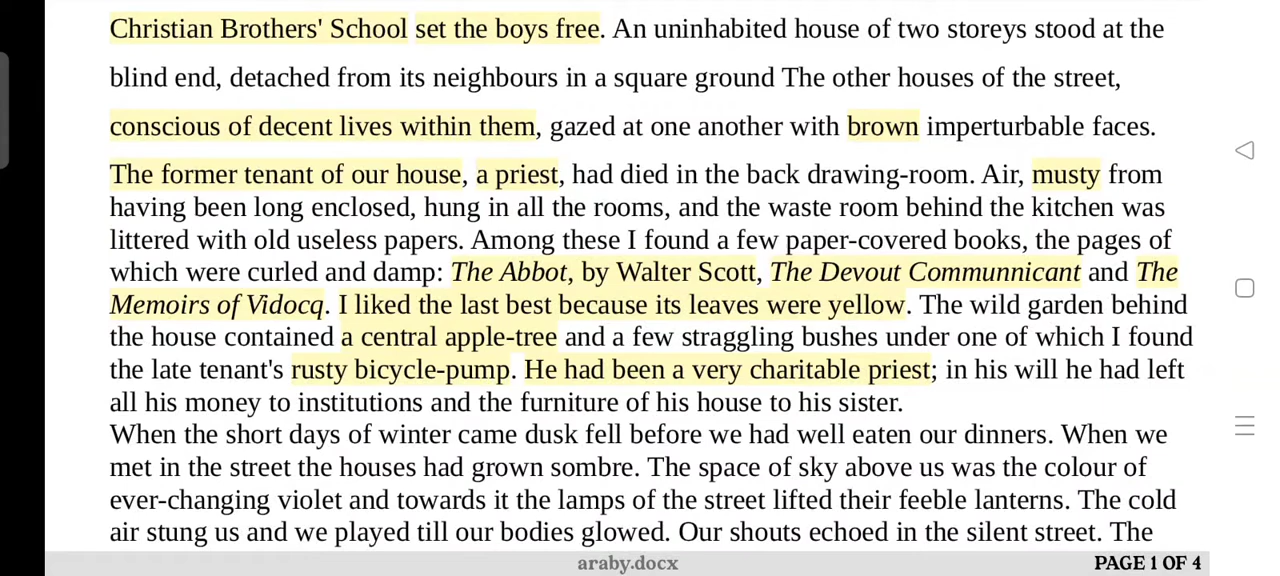 Christian Brothers' School set the boys free. An uninhabited house of two storeys stood at the
blind end, detached from its neighbours in a square ground The other houses of the street,
conscious of decent lives within them, gazed at one another with brown imperturbable faces.
The former tenant of our house, a priest, had died in the back drawing-room. Air, musty from
having been long enclosed, hung in all the rooms, and the waste room behind the kitchen was
littered with old useless papers. Among these I found a few paper-covered books, the pages of
which were curled and damp: The Abbot, by Walter Scott, The Devout Communnicant and The
Memoirs of Vidocq. I liked the last best because its leaves were yellow. The wild garden behind
the house contained a central apple-tree and a few straggling bushes under one of which I found
the late tenant's rusty bicycle-pump. He had been a very charitable priest; in his will he had left
all his money to institutions and the furniture of his house to his sister.
When the short days of winter came dusk fell before we had well eaten our dinners. When we
met in the street the houses had grown sombre. The space of sky above us was the colour of
ever-changing violet and towards it the lamps of the street lifted their feeble lanterns. The cold
air stung us and we played till our bodies glowed. Our shouts echoed in the silent street. The
araby.docx
PAGE 1 OF 4